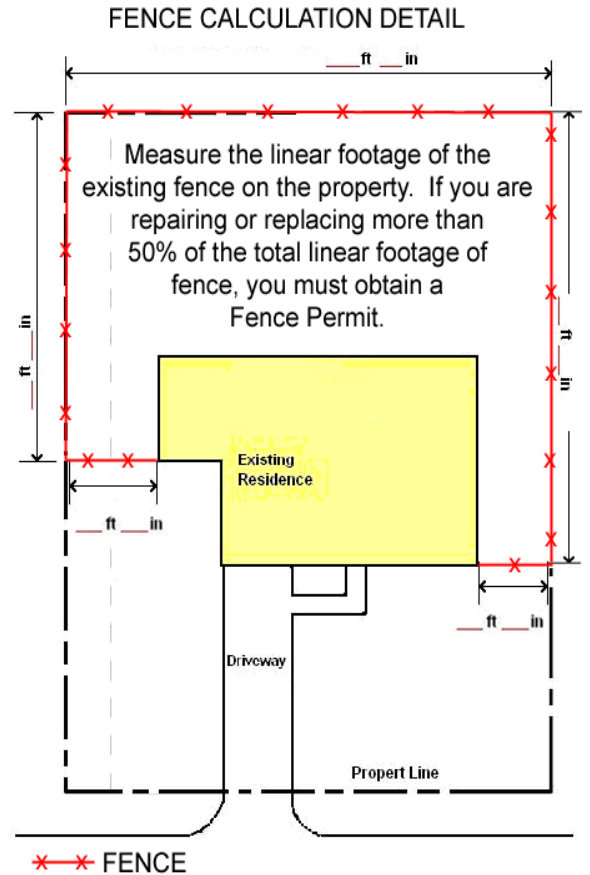 FENCE CALCULATION DETAIL
___ft ___in
Measure the linear footage of the
existing fence on the property. If you are
repairing or replacing more than
50% of the total linear footage of
fence, you must obtain a
Fence Permit.
___ft ___in
___ft ___in
Existing
Residence
___ft ___in
___ft ___in
Driveway
Propert Line
FENCE